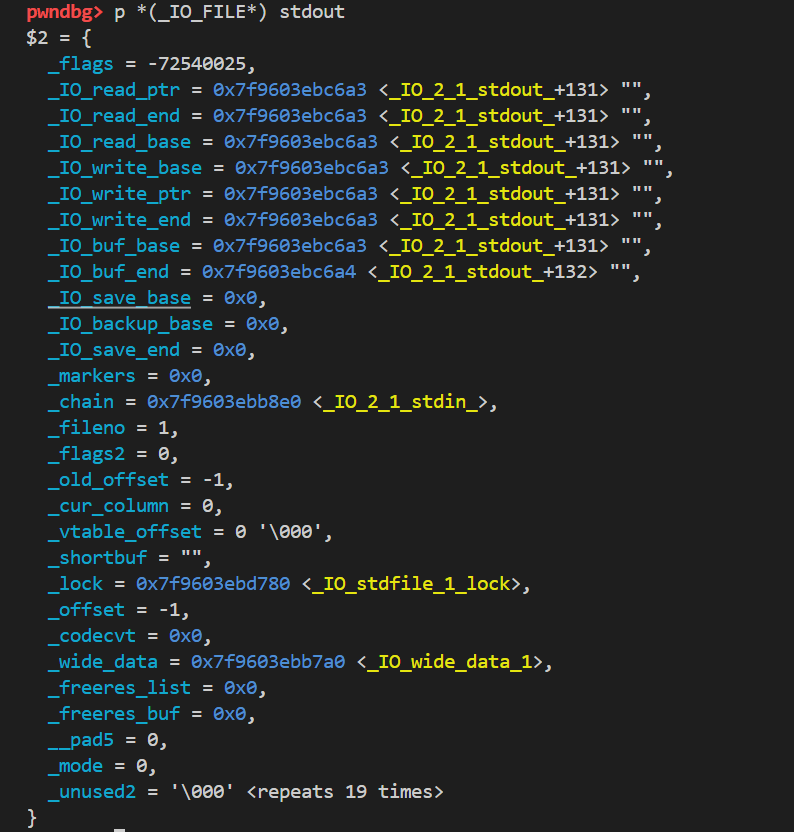 pwndbg> p *(_IO_FILE*) stdout
$2 = {
  _flags = -72540025,
  _IO_read_ptr = 0x7f9603ebc6a3 <_IO_2_1_stdout_+131> "",
  _IO_read_end = 0x7f9603ebc6a3 <_IO_2_1_stdout_+131> "",
  _IO_read_base = 0x7f9603ebc6a3 <_IO_2_1_stdout_+131> "",
  _IO_write_base = 0x7f9603ebc6a3 <_IO_2_1_stdout_+131> "",
  _IO_write_ptr = 0x7f9603ebc6a3 <_IO_2_1_stdout_+131> "",
  _IO_write_end = 0x7f9603ebc6a3 <_IO_2_1_stdout_+131> "",
  _IO_buf_base = 0x7f9603ebc6a3 <_IO_2_1_stdout_+131> "",
  _IO_buf_end = 0x7f9603ebc6a4 <_IO_2_1_stdout_+132> "",
  _IO_save_base = 0x0,
  _IO_backup_base = 0x0,
  _IO_save_end = 0x0,
  _markers = 0x0,
  _chain = 0x7f9603ebb8e0 <_IO_2_1_stdin_>,
  _fileno = 1,
  _flags2 = 0,
  _old_offset = -1,
  _cur_column = 0,
  _vtable_offset = 0 '\000',
  _shortbuf = "",
  _lock = 0x7f9603ebd780 <_IO_stdfile_1_lock>,
  _offset = -1,
  _codecvt = 0x0,
  _wide_data = 0x7f9603ebb7a0 <_IO_wide_data_1>,
  _freeres_list = 0x0,
  _freeres_buf = 0x0,
  __pad5 = 0,
  _mode = 0,
  _unused2 = '\000' <repeats 19 times>
}